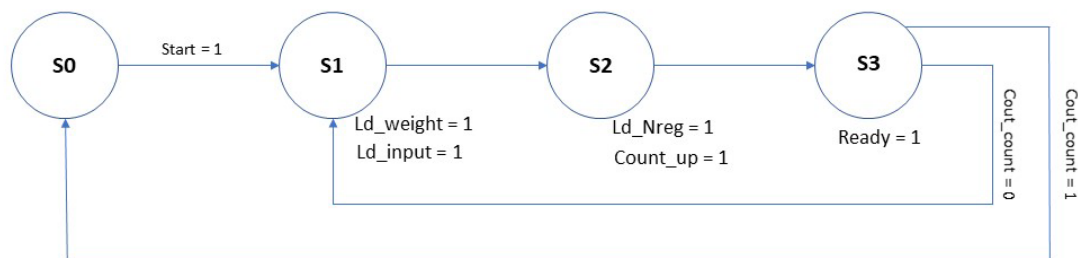 S0
Start = 1
S1
S2
S3
Ld_weight = 1
Ld_input = 1
Ld_Nreg = 1
Count_up = 1
Ready = 1
Cout_count = 0
Cout_count = 1